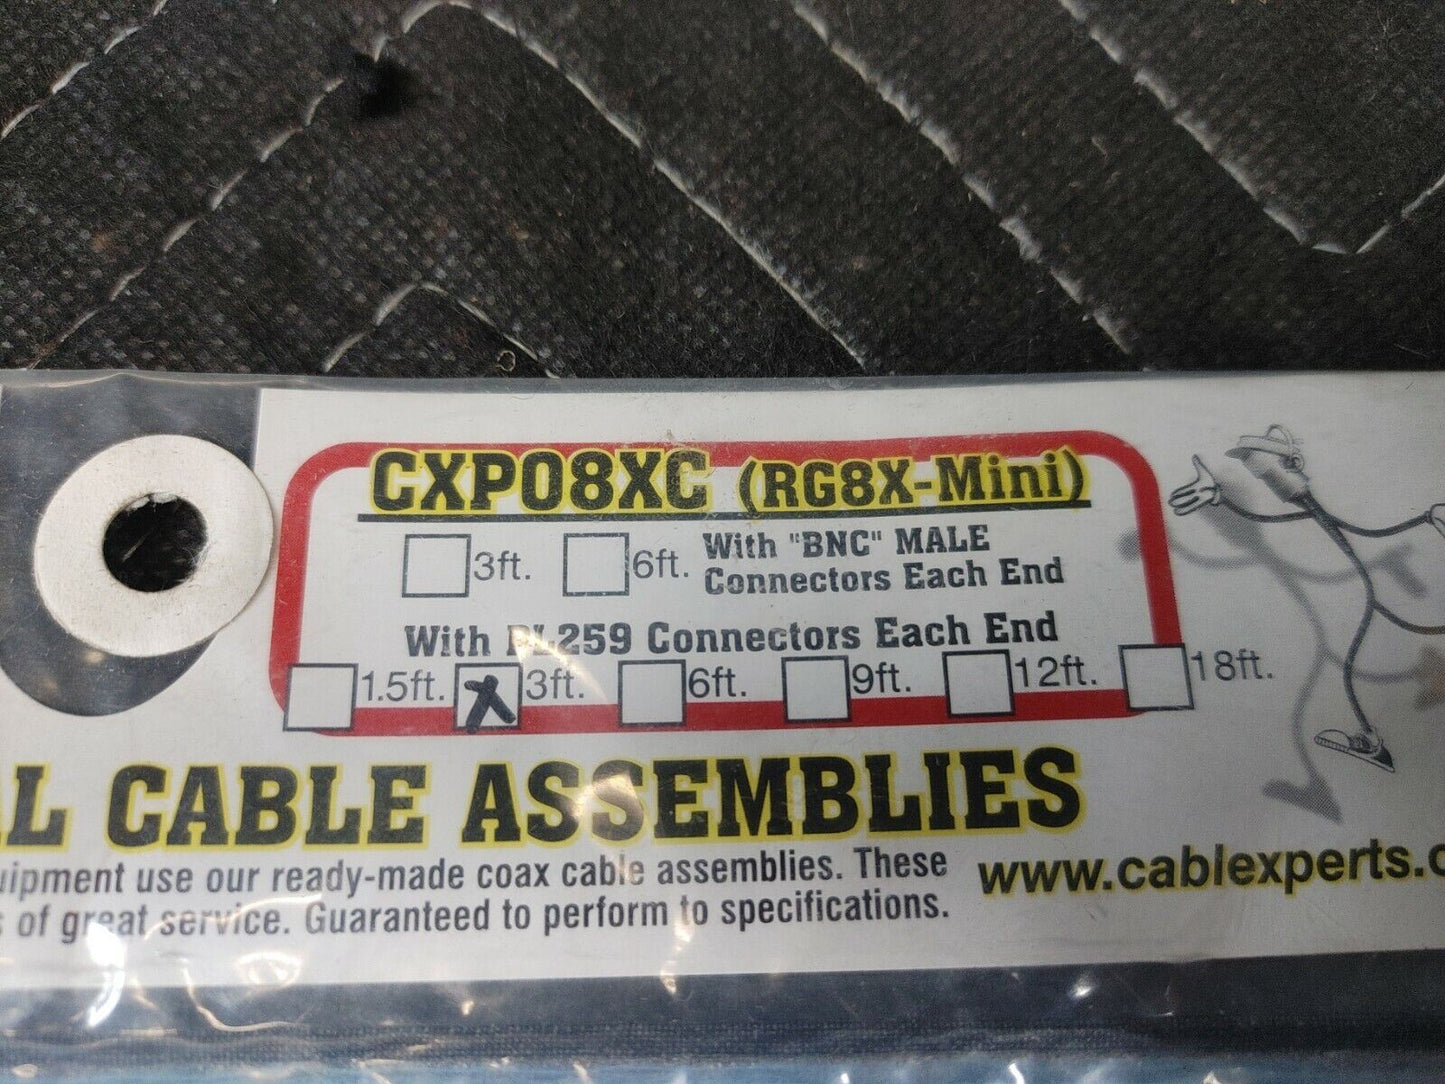 CXP08XC (RG8X-Mini)
3ft. 6ft. With "BNC" MALE
Connectors Each End
With PL259 Connectors Each End
1.5ft. X 3ft. 6ft. 9ft. 12ft. 18ft.
CABLE ASSEMBLIES
use our ready-made coax cable assemblies. These
of great service. Guaranteed to perform to specifications.
www.cablexperts.c